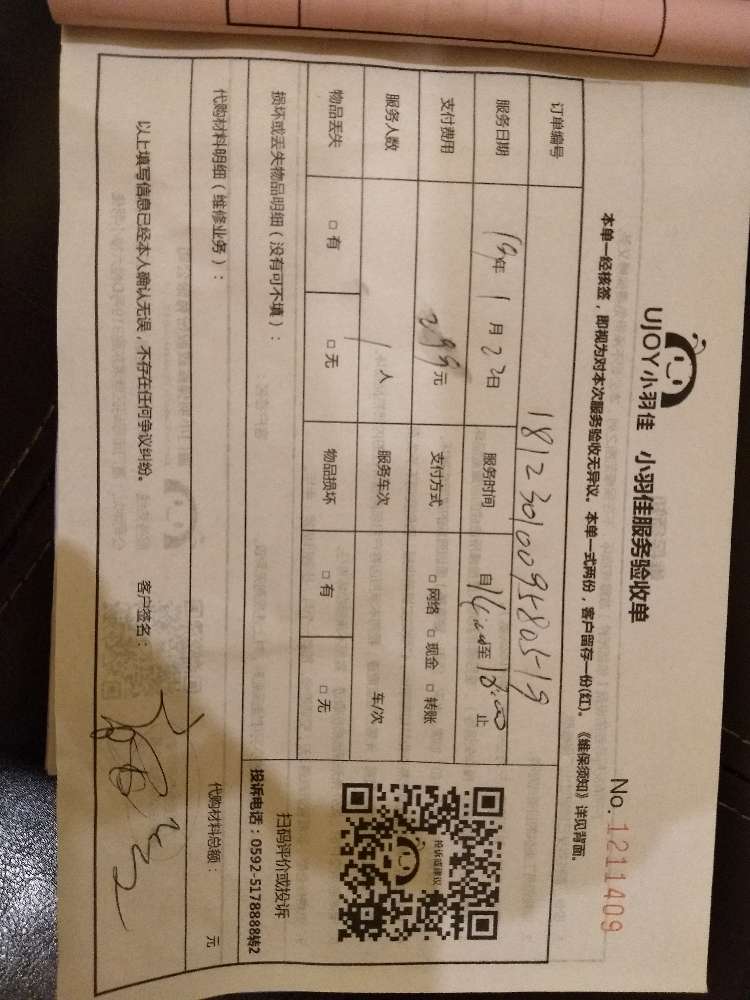 UJOY小羽佳 小羽佳服务验收单
No. 1211409
本单一经核签，即视为对本次服务验收无异议。本单一式两份，客户留存一份(红)。《维保须知》详见背面。
订单编号 18123010095805-19
服务日期 19年 1月 22日 服务时间 自14:00至18:00止
支付费用 299元 支付方式 □ 网络 □ 现金 □ 转账
服务人数 1人 服务车次 车/次
物品丢失 □ 有 □ 无 物品损坏 □ 有 □ 无
投诉或建议
扫码评价或投诉
投诉电话：0592-5178888转2
损坏或丢失物品明细（没有可不填）：
代购材料明细（维修业务）： 代购材料总额： 元
以上填写信息已经本人确认无误，不存在任何争议纠纷。 客户签名：